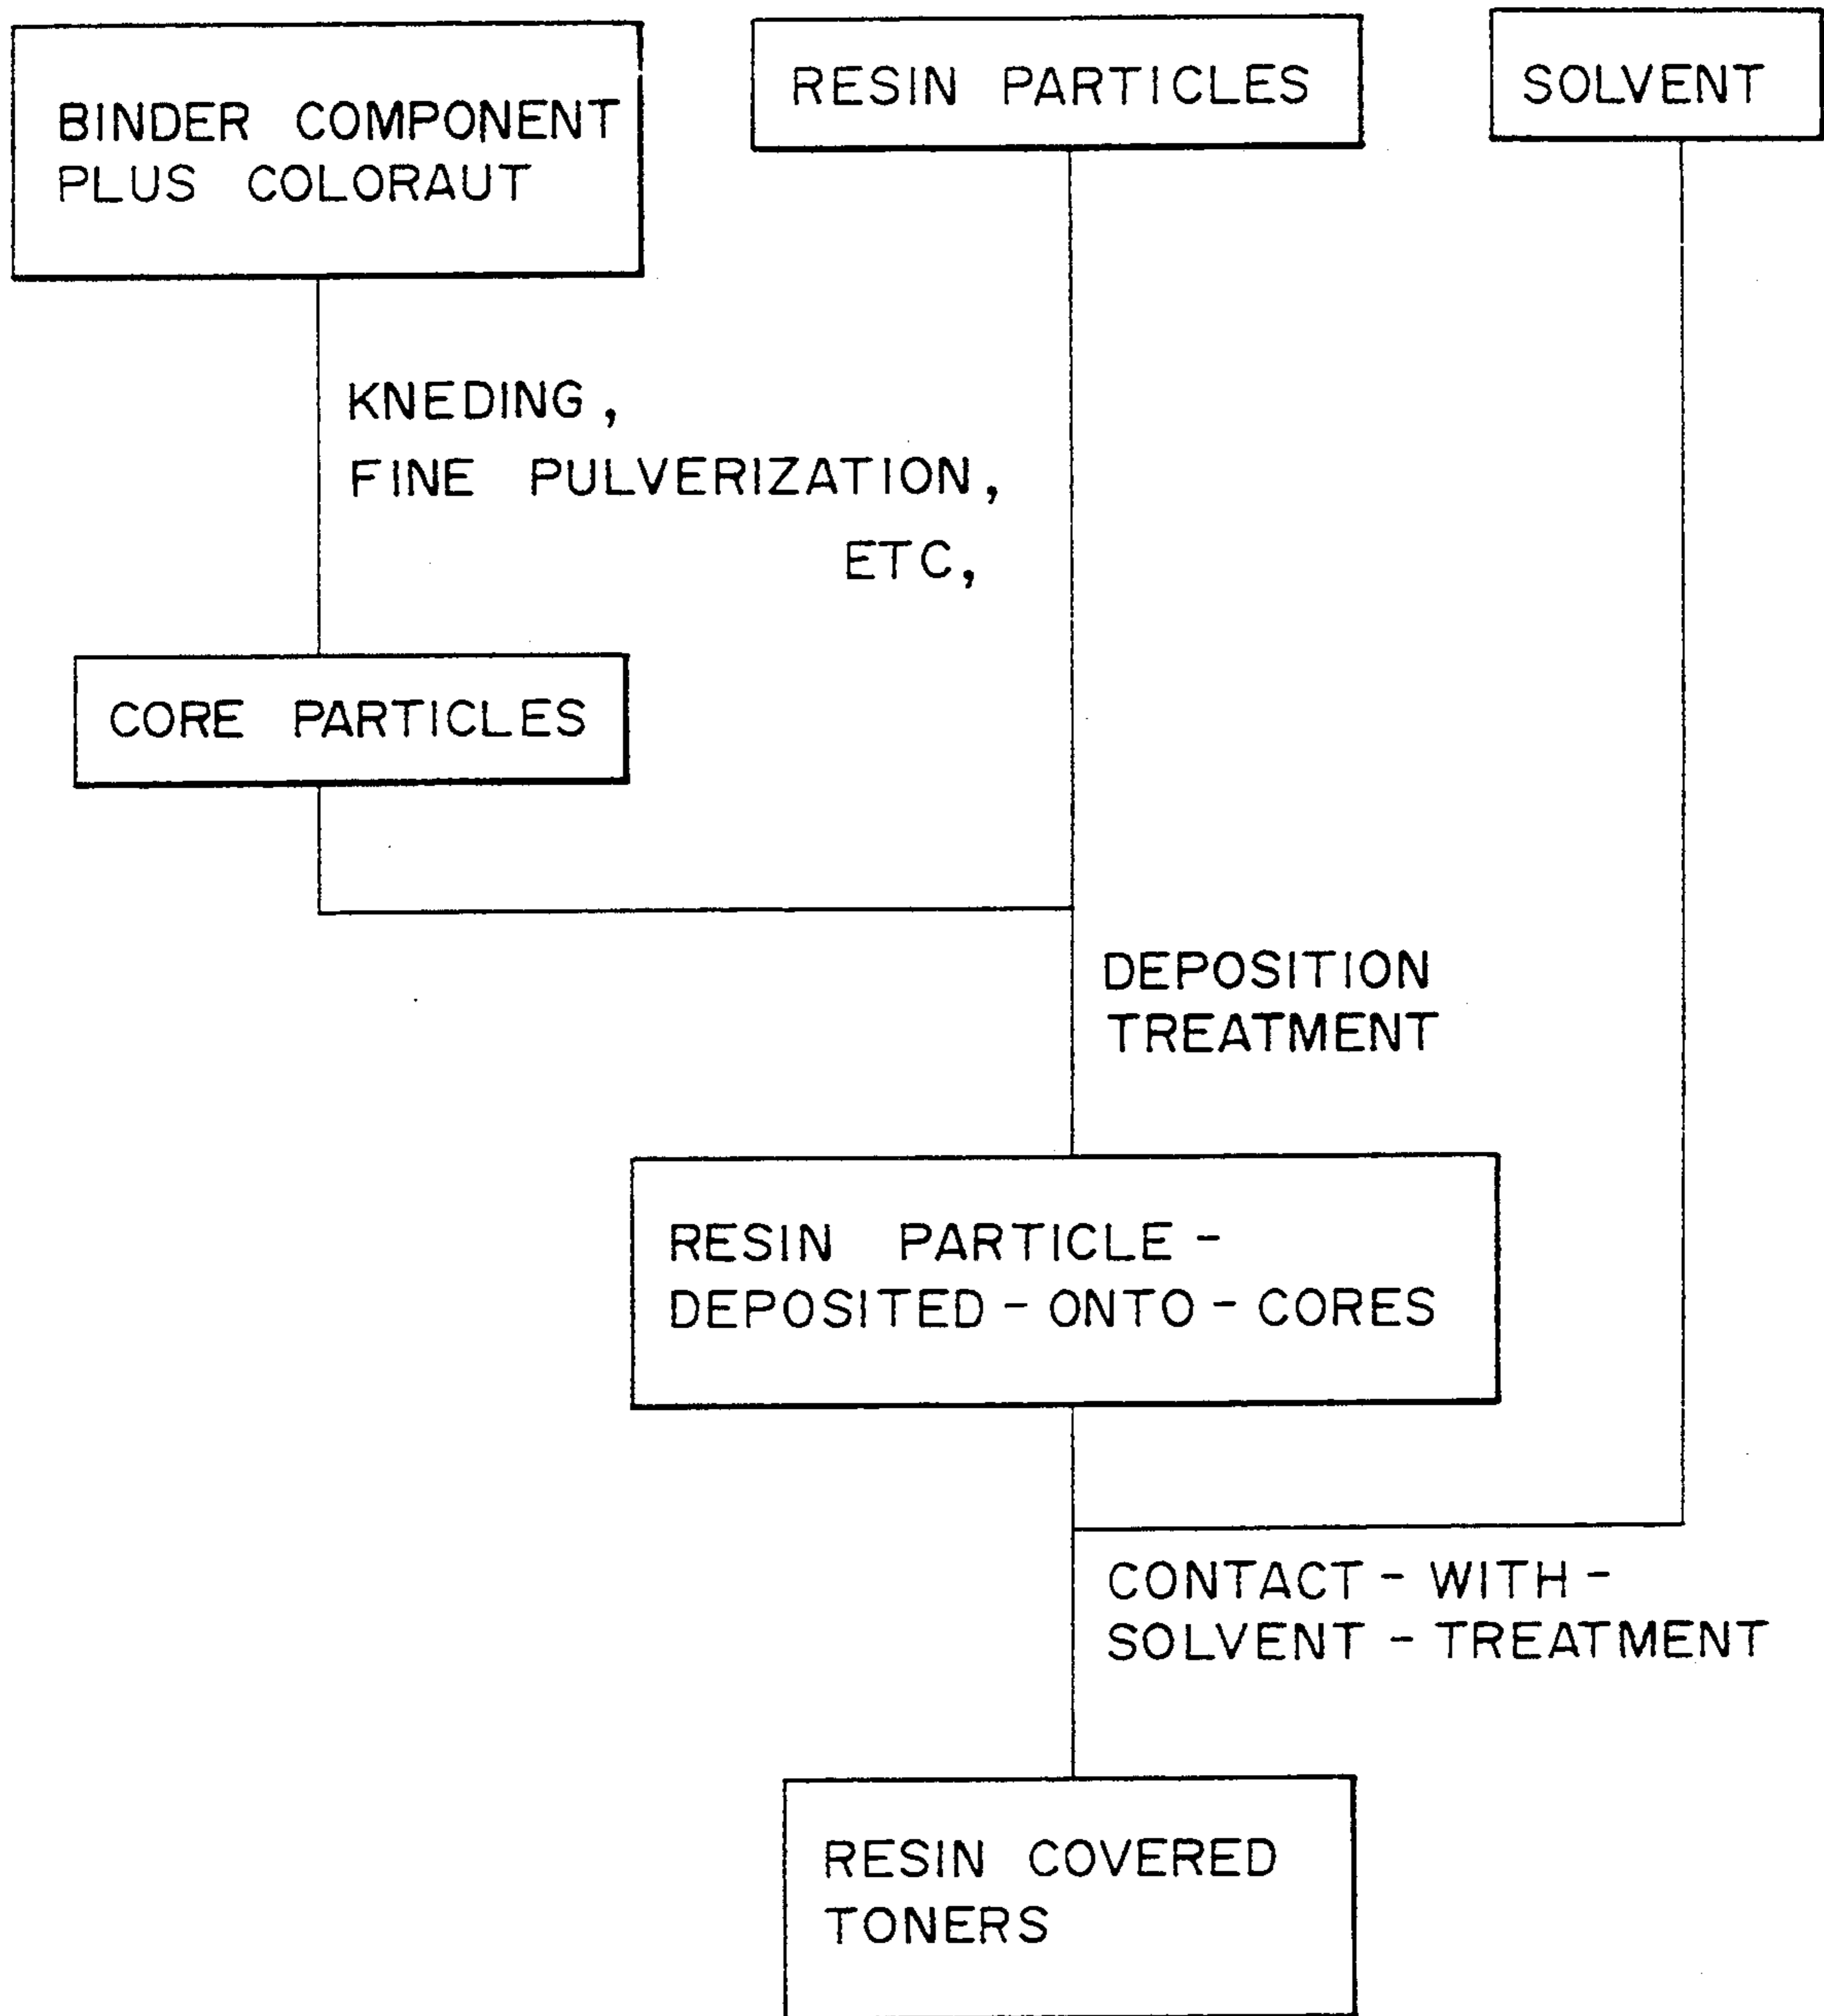 BINDER COMPONENT
PLUS COLORAUT
RESIN PARTICLES
SOLVENT
KNEDING,
FINE PULVERIZATION,
ETC,
CORE PARTICLES
DEPOSITION
TREATMENT
RESIN PARTICLE-
DEPOSITED-ONTO-CORES
CONTACT-WITH-
SOLVENT-TREATMENT
RESIN COVERED
TONERS